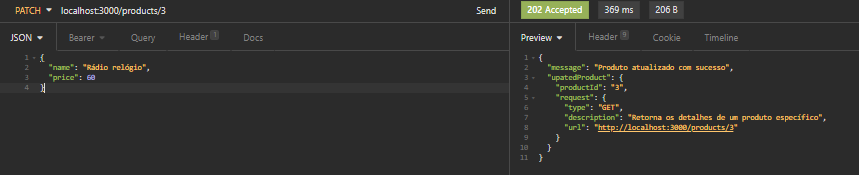 PATCH localhost:3000/products/3 Send
202 Accepted 369 ms 206 B
JSON Bearer Query Header 1 Docs
Preview Header 9 Cookie Timeline
1 {
2 "name": "Rádio relógio",
3 "price": 60
4 }
1 {
2 "message": "Produto atualizado com sucesso",
3 "upatedProduct": {
4 "productId": "3",
5 "request": {
6 "type": "GET",
7 "description": "Retorna os detalhes de um produto específico",
8 "url": "http://localhost:3000/products/3"
9 }
10 }
11 }